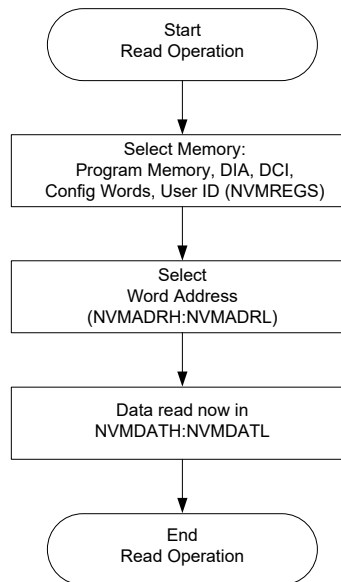 Start
Read Operation
Select Memory:
Program Memory, DIA, DCI,
Config Words, User ID (NVMREGS)
Select
Word Address
(NVMADRH:NVMADRL)
Data read now in
NVMDATH:NVMDATL
End
Read Operation